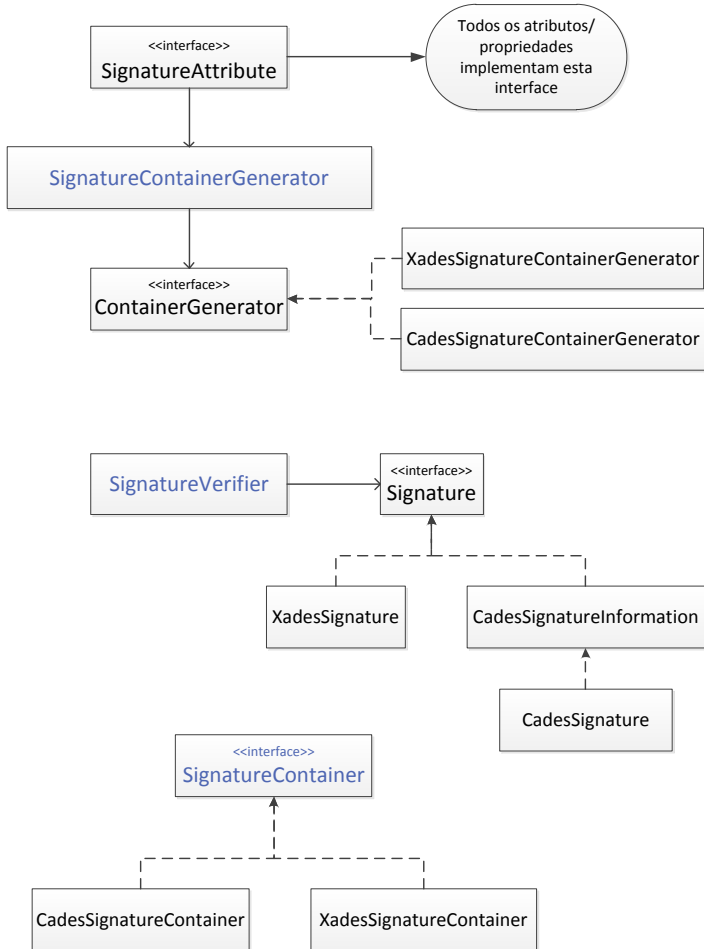 <<interface>>
SignatureAttribute
Todos os atributos/
propriedades
implementam esta
interface
SignatureContainerGenerator
<<interface>>
ContainerGenerator
XadesSignatureContainerGenerator
CadesSignatureContainerGenerator
SignatureVerifier
<<interface>>
Signature
XadesSignature
CadesSignatureInformation
CadesSignature
<<interface>>
SignatureContainer
CadesSignatureContainer
XadesSignatureContainer